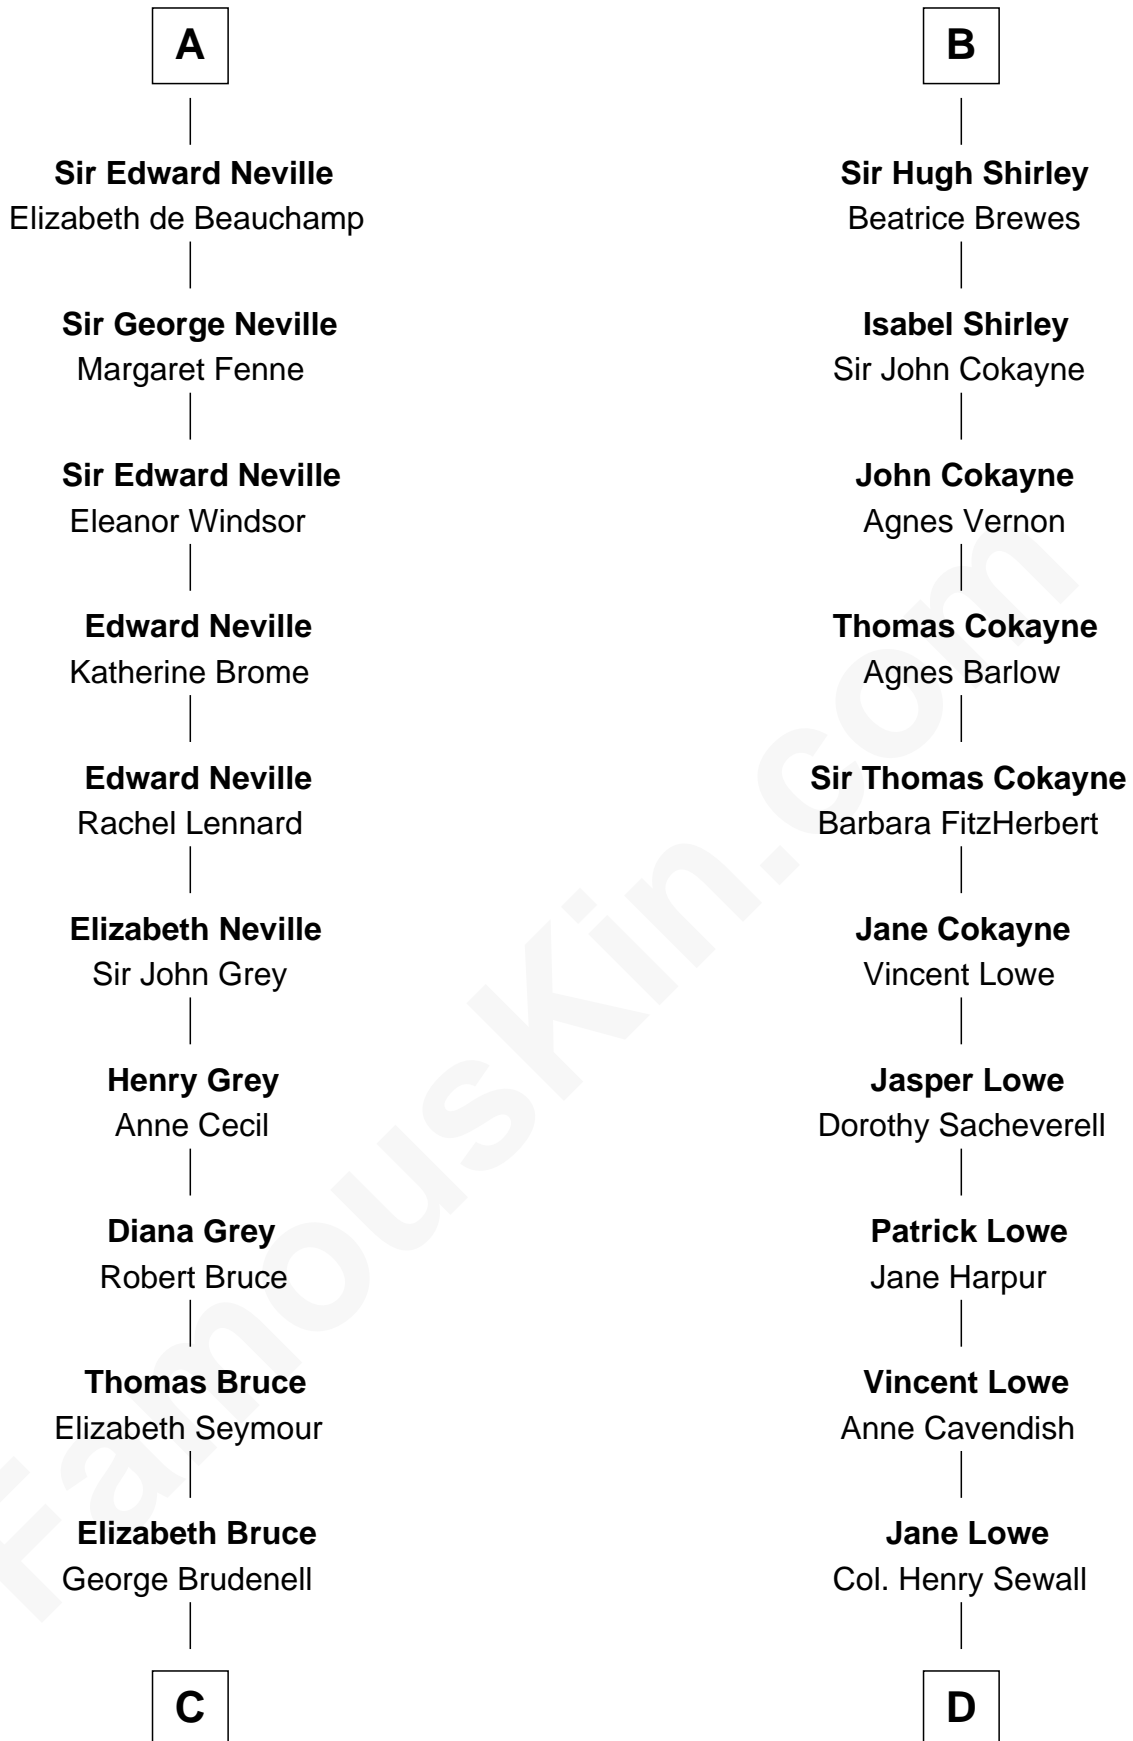 A
Sir Edward Neville
Elizabeth de Beauchamp
Sir George Neville
Margaret Fenne
Sir Edward Neville
Eleanor Windsor
Edward Neville
Katherine Brome
Edward Neville
Rachel Lennard
Elizabeth Neville
Sir John Grey
Henry Grey
Anne Cecil
Diana Grey
Robert Bruce
Thomas Bruce
Elizabeth Seymour
Elizabeth Bruce
George Brudenell
C
B
Sir Hugh Shirley
Beatrice Brewes
Isabel Shirley
Sir John Cokayne
John Cokayne
Agnes Vernon
Thomas Cokayne
Agnes Barlow
Sir Thomas Cokayne
Barbara FitzHerbert
Jane Cokayne
Vincent Lowe
Jasper Lowe
Dorothy Sacheverell
Patrick Lowe
Jane Harpur
Vincent Lowe
Anne Cavendish
Jane Lowe
Col. Henry Sewall
D
FamousKin.com